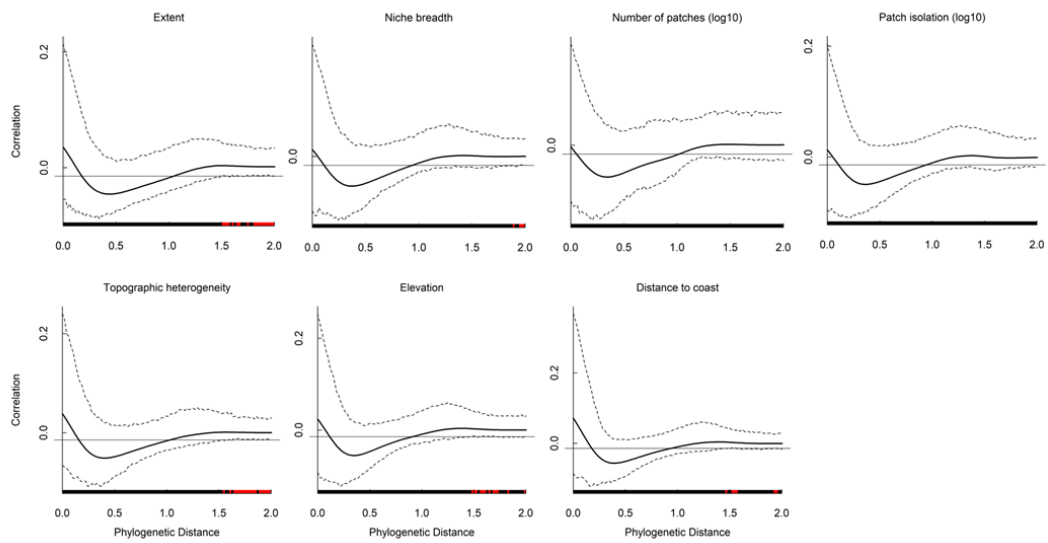 Extent
Niche breadth
Number of patches (log10)
Patch isolation (log10)
Correlation
0.2
0.0
0.0
0.0
0.2
0.0
0.0 0.5 1.0 1.5 2.0
0.0 0.5 1.0 1.5 2.0
0.0 0.5 1.0 1.5 2.0
0.0 0.5 1.0 1.5 2.0
Topographic heterogeneity
Elevation
Distance to coast
Correlation
0.2
0.0
0.2
0.0
0.2
0.0
0.0 0.5 1.0 1.5 2.0
0.0 0.5 1.0 1.5 2.0
0.0 0.5 1.0 1.5 2.0
Phylogenetic Distance
Phylogenetic Distance
Phylogenetic Distance